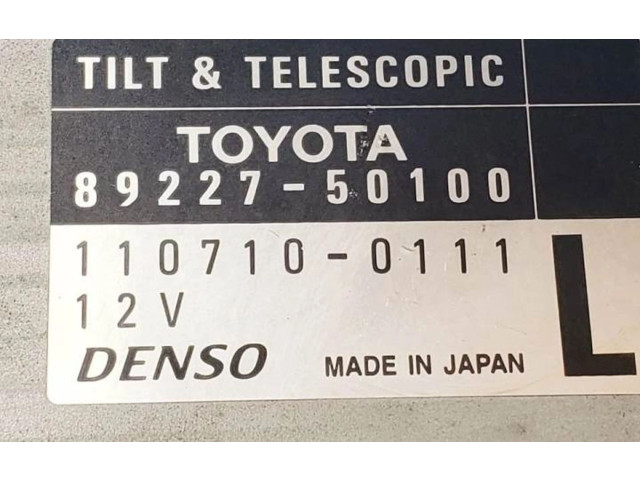 TILT & TELESCOPIC
TOYOTA
89227-50100
110710-0111
12V
L
DENSO MADE IN JAPAN